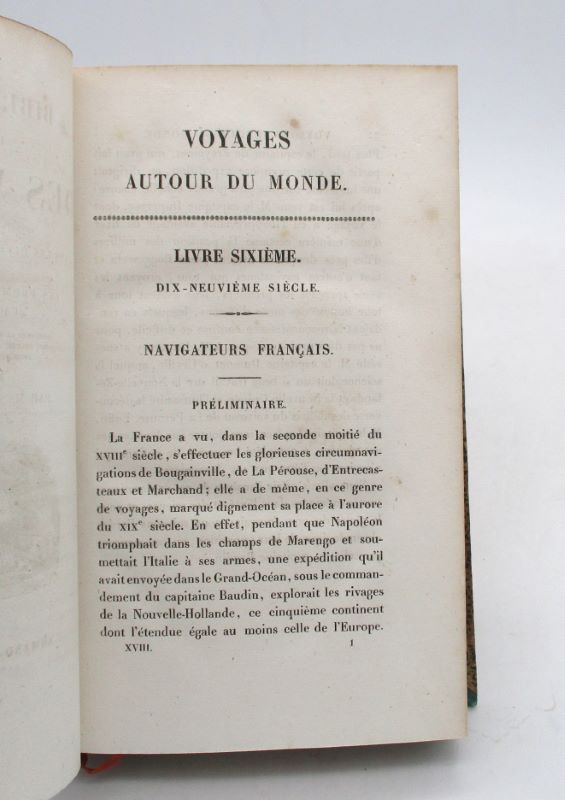 VOYAGES
AUTOUR DU MONDE.
LIVRE SIXIÈME.
DIX-NEUVIÈME SIÈCLE.
NAVIGATEURS FRANÇAIS.
PRÉLIMINAIRE.
La France a vu, dans la seconde moitié du
XVIIIe siècle, s'effectuer les glorieuses circumnavi-
gations de Bougainville, de La Pérouse, d'Entrecas-
teaux et Marchand; elle a de même, en ce genre
de voyages, marqué dignement sa place à l'aurore
du XIXe siècle. En effet, pendant que Napoléon
triomphait dans les champs de Marengo et sou-
mettait l'Italie à ses armes, une expédition qu'il
avait envoyée dans le Grand-Océan, sous le comman-
dement du capitaine Baudin, explorait les rivages
de la Nouvelle-Hollande, ce cinquième continent
dont l'étendue égale au moins celle de l'Europe.
XVIII. 1